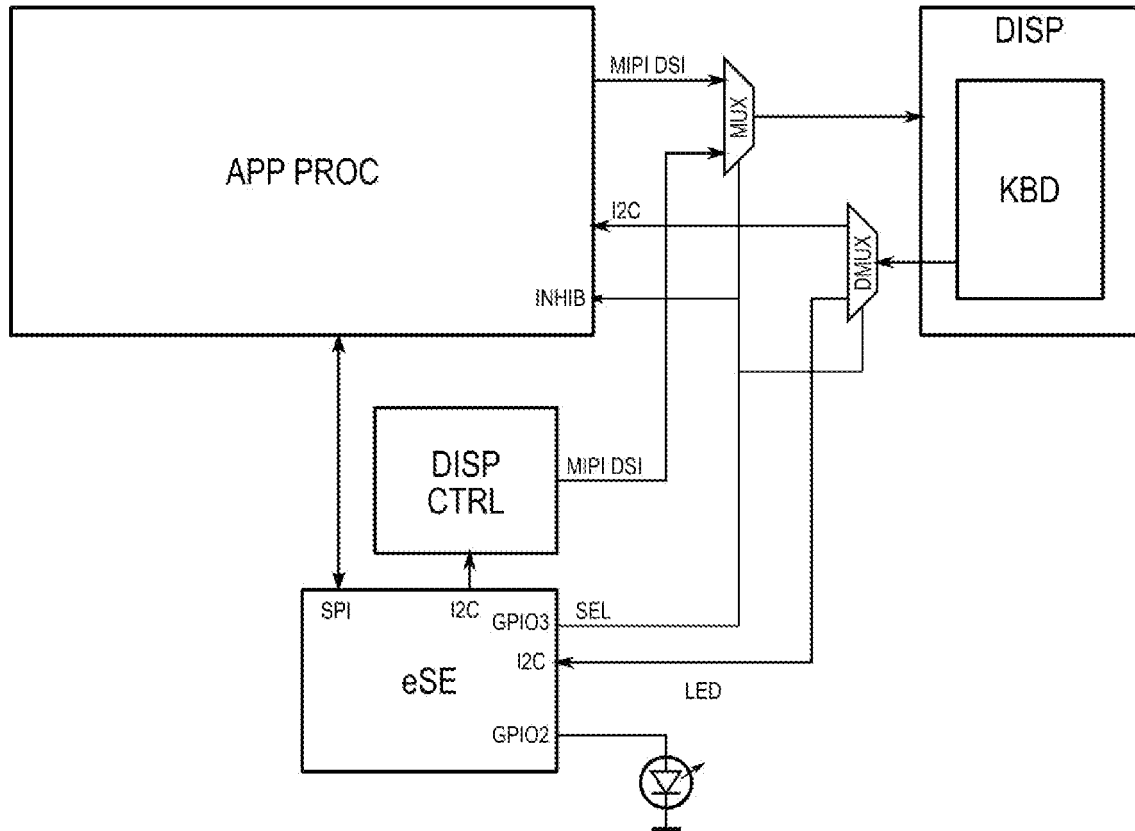 DISP
MIPI DSI
MUX
APP PROC
KBD
I2C
DMUX
INHIB
DISP
CTRL
MIPI DSI
SPI
I2C
GPIO3
SEL
I2C
eSE
LED
GPIO2